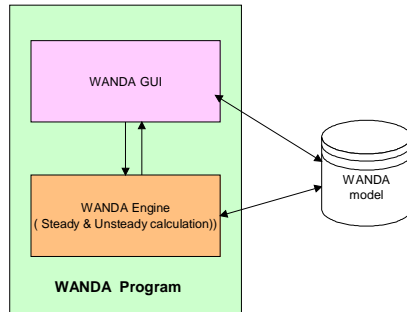 WANDA GUI
WANDA Engine
( Steady & Unsteady calculation))
WANDA Program
WANDA
model